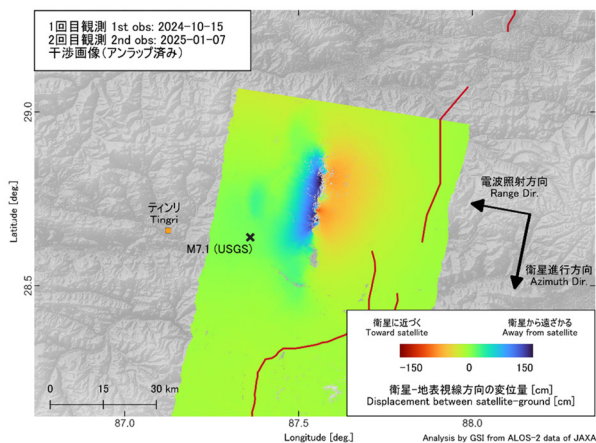 1回目観測 1st obs: 2024-10-15
2回目観測 2nd obs: 2025-01-07
干渉画像(アンラップ済み)
29.0
電波照射方向
Range Dir.
ティンリ
Tingri
M7.1 (USGS)
衛星進行方向
Azimuth Dir.
Latitude [deg.]
28.5
衛星に近づく 衛星から遠ざかる
Toward satellite Away from satellite
-150 0 150
衛星-地表視線方向の変位量 [cm]
Displacement between satellite-ground [cm]
0 15 30 km
87.0 87.5 88.0
Longitude [deg.]
Analysis by GSI from ALOS-2 data of JAXA